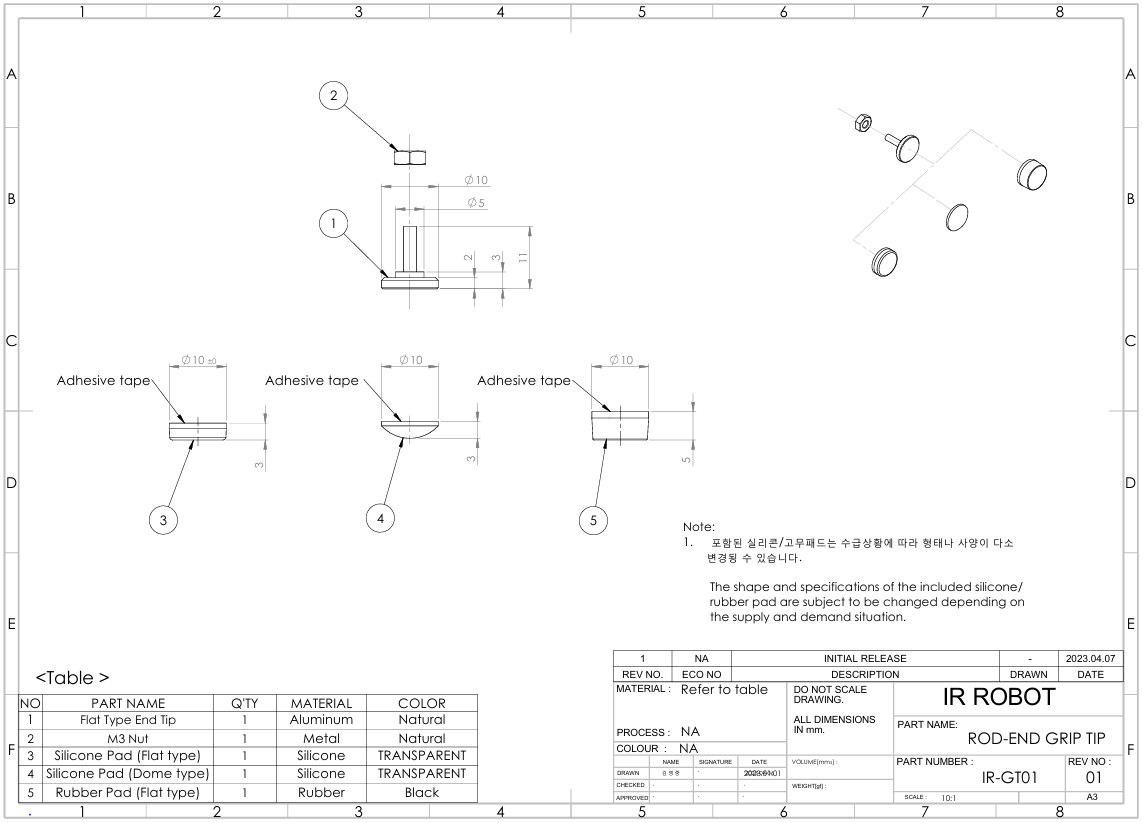 1 2 3 4 5 6 7 8
A A
B B
C C
D D
E E
F F
2
∅10
∅5
1
2
3
11
∅10 ±0
∅10
∅10
Adhesive tape
Adhesive tape
Adhesive tape
3
3
5
3
4
5
Note:
1. 포함된 실리콘/고무패드는 수급상황에 따라 형태나 사양이 다소
변경될 수 있습니다.
The shape and specifications of the included silicone/
rubber pad are subject to be changed depending on
the supply and demand situation.
<Table >
NO PART NAME Q'TY MATERIAL COLOR
1 Flat Type End Tip 1 Aluminum Natural
2 M3 Nut 1 Metal Natural
3 Silicone Pad (Flat type) 1 Silicone TRANSPARENT
4 Silicone Pad (Dome type) 1 Silicone TRANSPARENT
5 Rubber Pad (Flat type) 1 Rubber Black
1 NA INITIAL RELEASE - 2023.04.07
REV NO. ECO NO DESCRIPTION DRAWN DATE
MATERIAL : Refer to table
PROCESS : NA
COLOUR : NA
NAME SIGNATURE DATE
DRAWN
CHECKED
APPROVED
DO NOT SCALE
DRAWING.
ALL DIMENSIONS
IN mm.
VOLUME(mm₃) :
WEIGHT(gf) :
IR ROBOT
PART NAME:
ROD-END GRIP TIP
PART NUMBER :
IR-GT01
REV NO :
01
SCALE : 10:1
A3
1 2 3 4 5 6 7 8